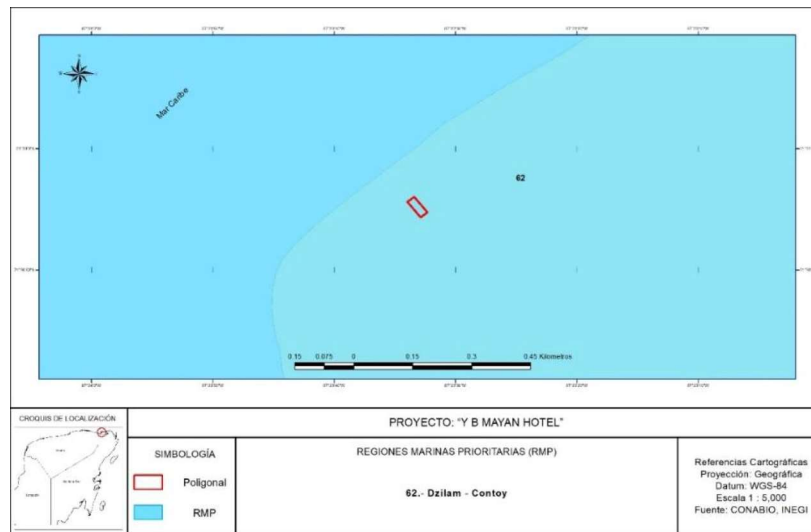 Mar Caribe
62
0.15 0.075 0 0.15 0.3 0.45 Kilometros
CROQUIS DE LOCALIZACIÓN
PROYECTO: "Y B MAYAN HOTEL"
SIMBOLOGÍA
Poligonal
RMP
REGIONES MARINAS PRIORITARIAS (RMP)
62.- Dzilam - Contoy
Referencias Cartográficas
Proyección: Geográfica
Datum: WGS-84
Escala 1 : 5,000
Fuente: CONABIO, INEGI